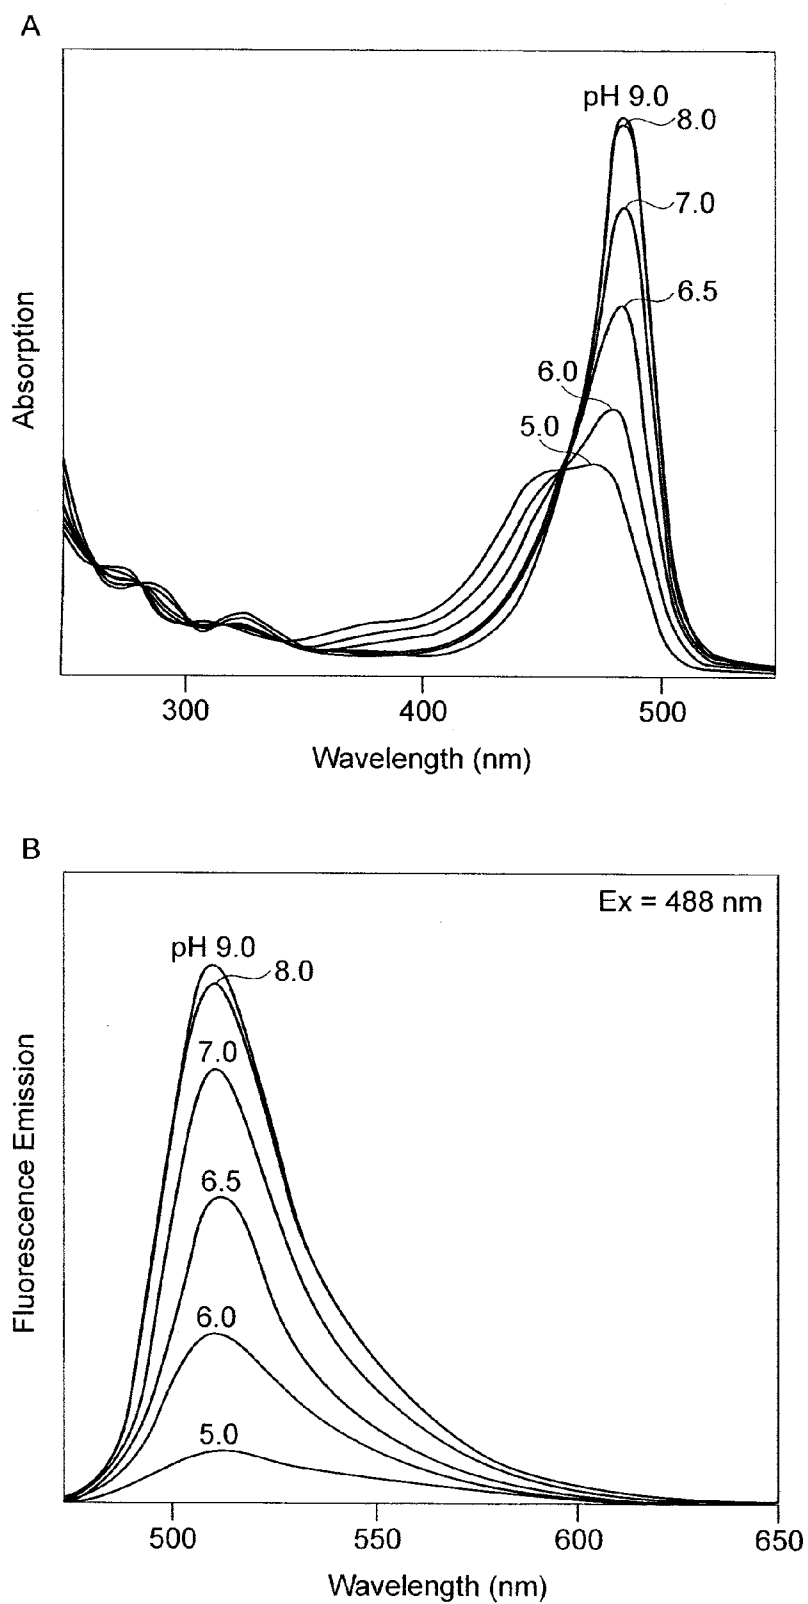 A
pH 9.0
8.0
7.0
6.5
6.0
5.0
Absorption
300 400 500
Wavelength (nm)
B
Ex = 488 nm
pH 9.0
8.0
7.0
6.5
6.0
5.0
Fluorescence Emission
500 550 600 650
Wavelength (nm)